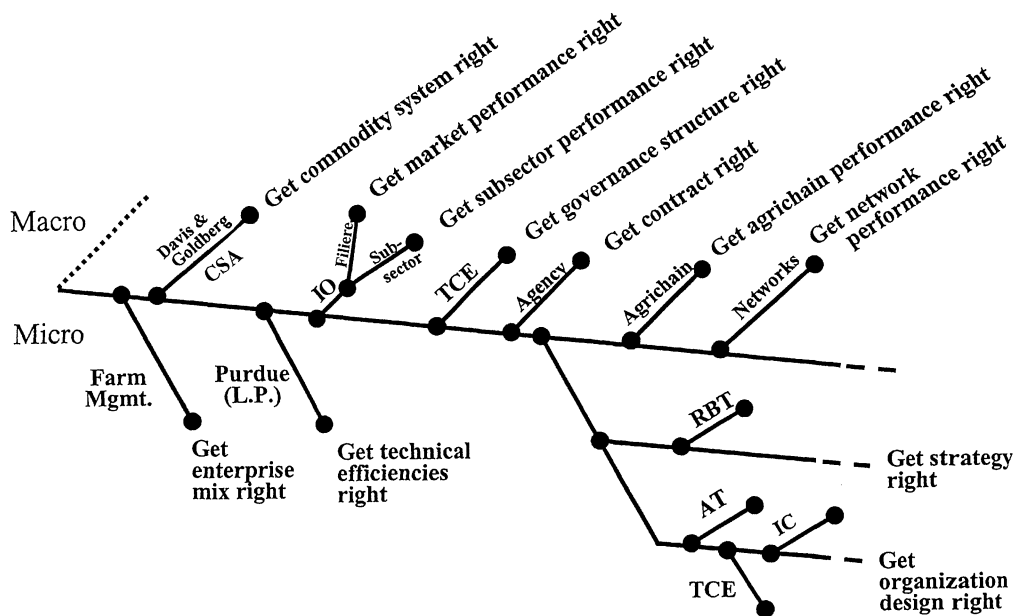 Macro
Micro
Davis &
Goldberg
CSA
Get commodity system right
Filiere
Get market performance right
IO
Sub-
sector
Get subsector performance right
TCE
Get governance structure right
Agency
Get contract right
Agrichain
Get agrichain performance right
Networks
Get network
performance right
Farm
Mgmt.
Get
enterprise
mix right
Purdue
(L.P.)
Get technical
efficiencies
right
RBT
Get strategy
right
AT
IC
TCE
Get
organization
design right